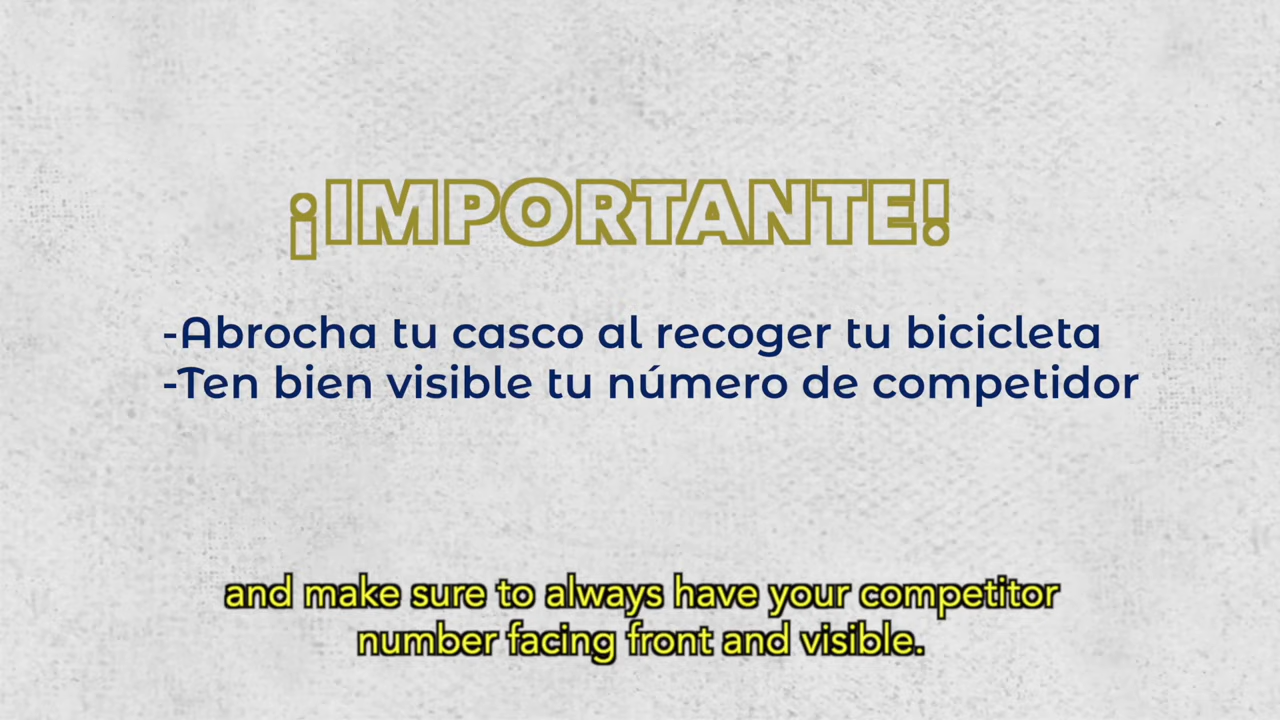 ¡IMPORTANTE!
-Abrocha tu casco al recoger tu bicicleta
-Ten bien visible tu número de competidor
and make sure to always have your competitor
number facing front and visible.